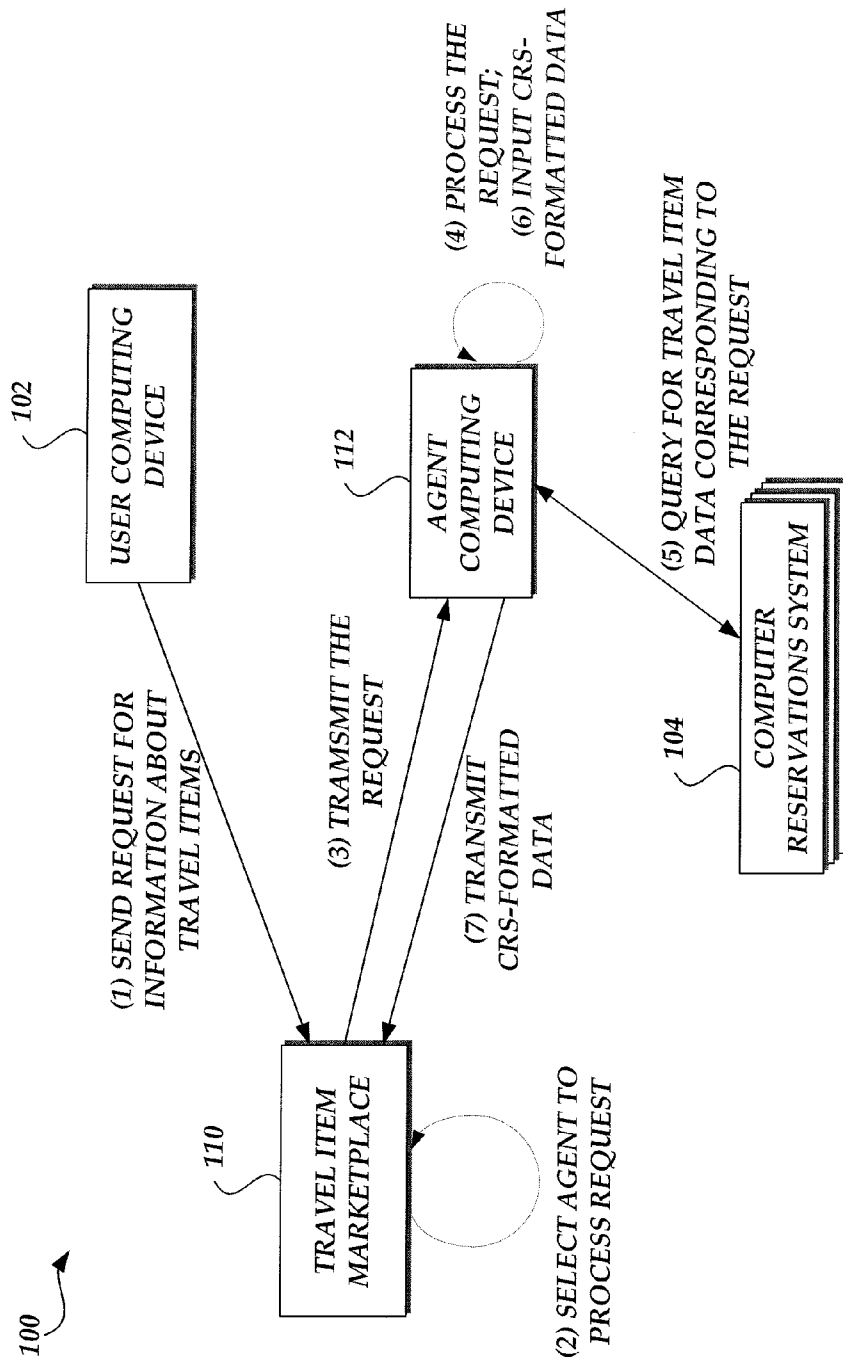 100
110
TRAVEL ITEM
MARKETPLACE
(2) SELECT AGENT TO
PROCESS REQUEST
(1) SEND REQUEST FOR
INFORMATION ABOUT
TRAVEL ITEMS
102
USER COMPUTING
DEVICE
(3) TRAMSMIT THE
REQUEST
(7) TRANSMIT
CRS-FORMATTED
DATA
112
AGENT
COMPUTING
DEVICE
(4) PROCESS THE
REQUEST;
(6) INPUT CRS-
FORMATTED DATA
(5) QUERY FOR TRAVEL ITEM
DATA CORRESPONDING TO
THE REQUEST
104
COMPUTER
RESERVATIONS SYSTEM